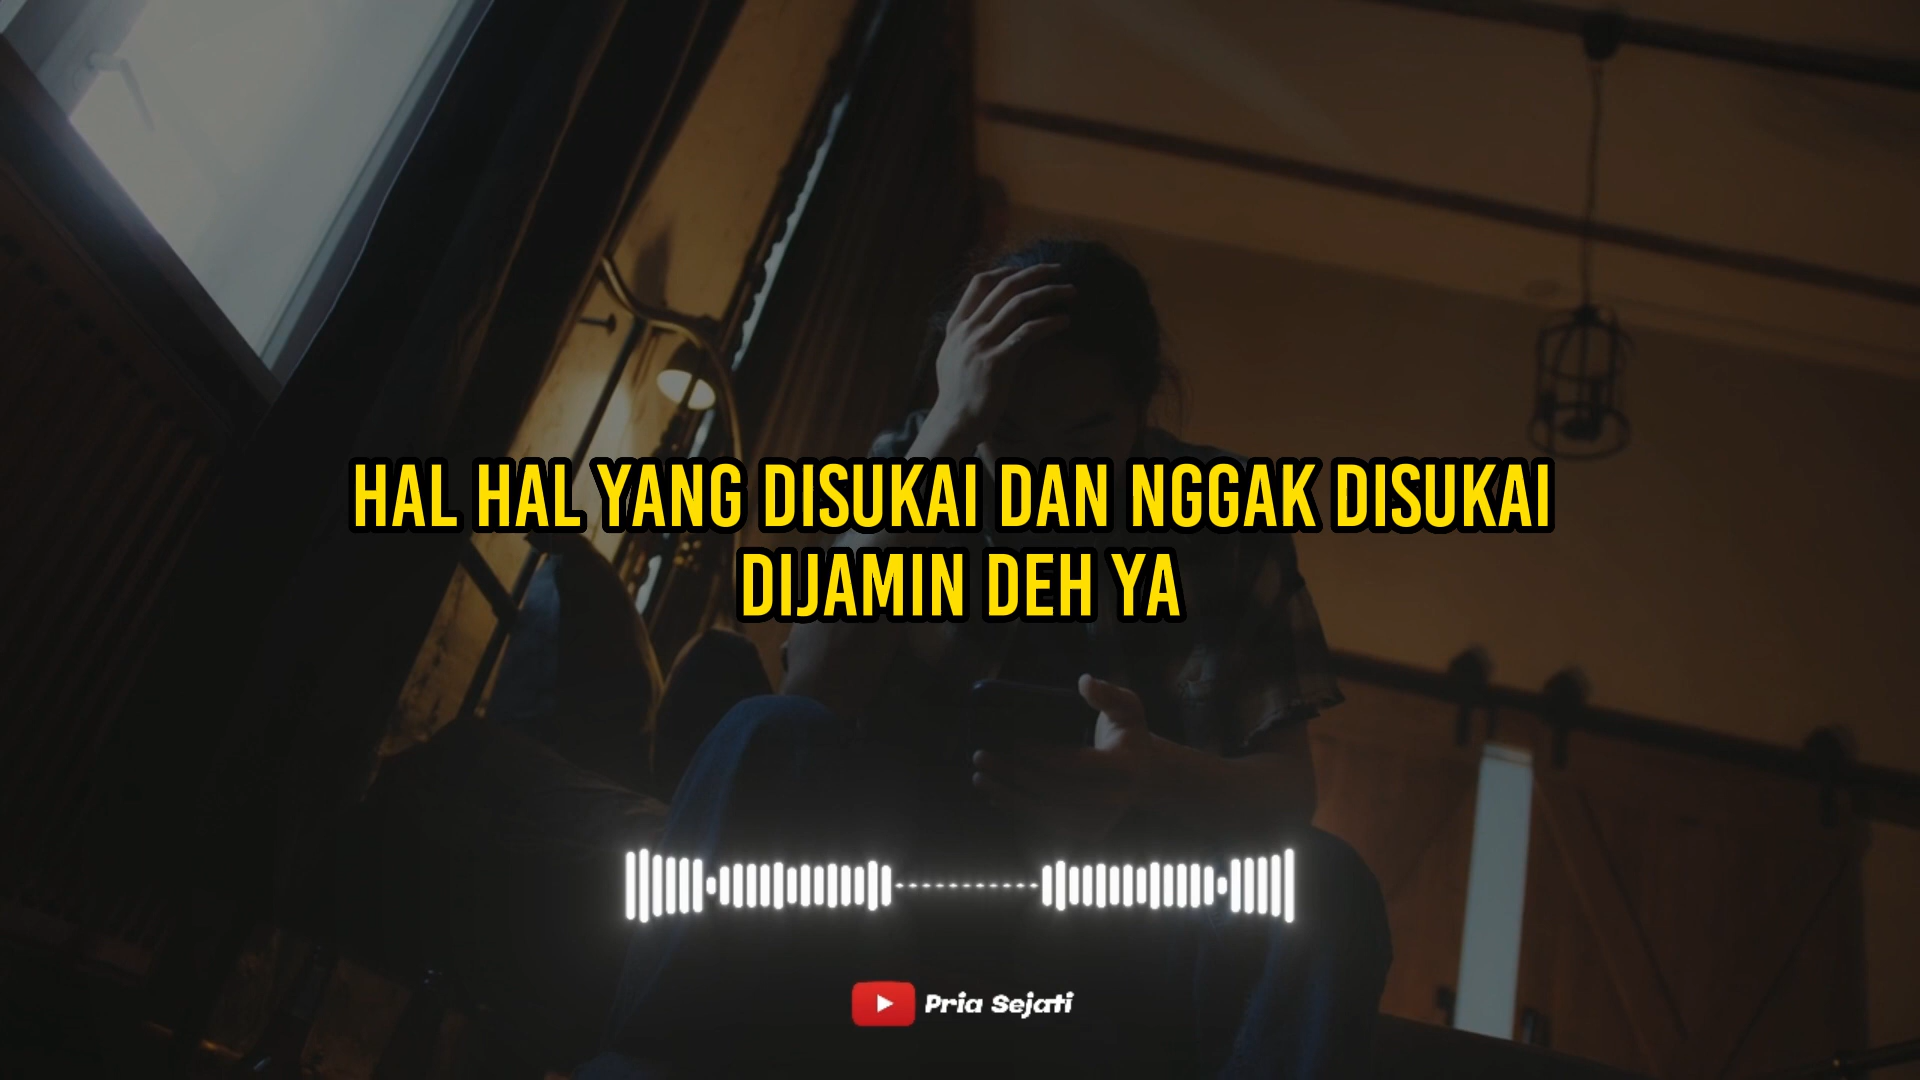 HAL HAL YANG DISUKAI DAN NGGAK DISUKAI
DIJAMIN DEH YA
Pria Sejati